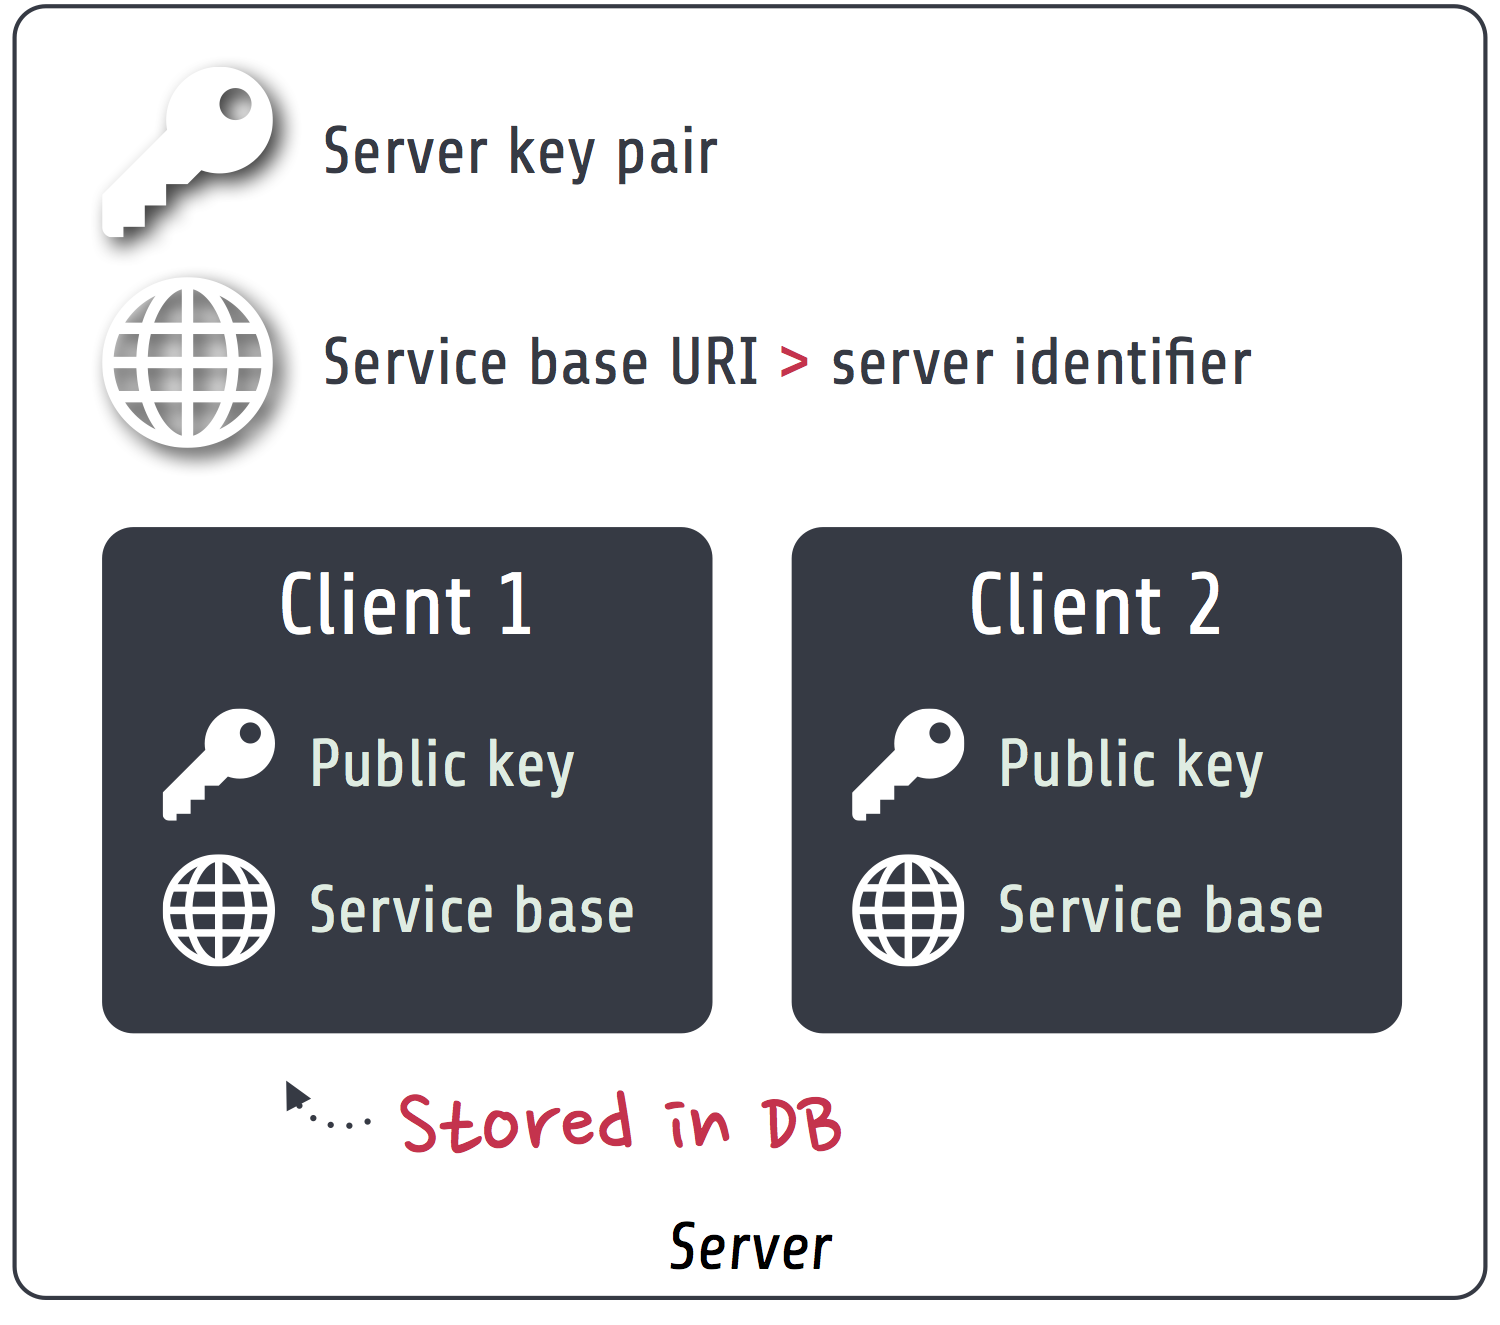 Server key pair
Service base URI > server identifier
Client 1
Public key
Service base
Client 2
Public key
Service base
Stored in DB
Server